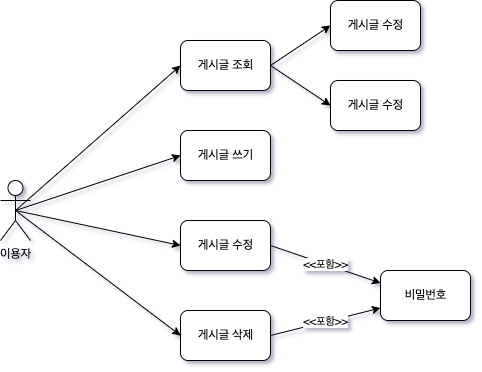 게시글 수정
게시글 조회
게시글 수정
게시글 쓰기
이용자
게시글 수정
<<포함>>
비밀번호
게시글 삭제
<<포함>>